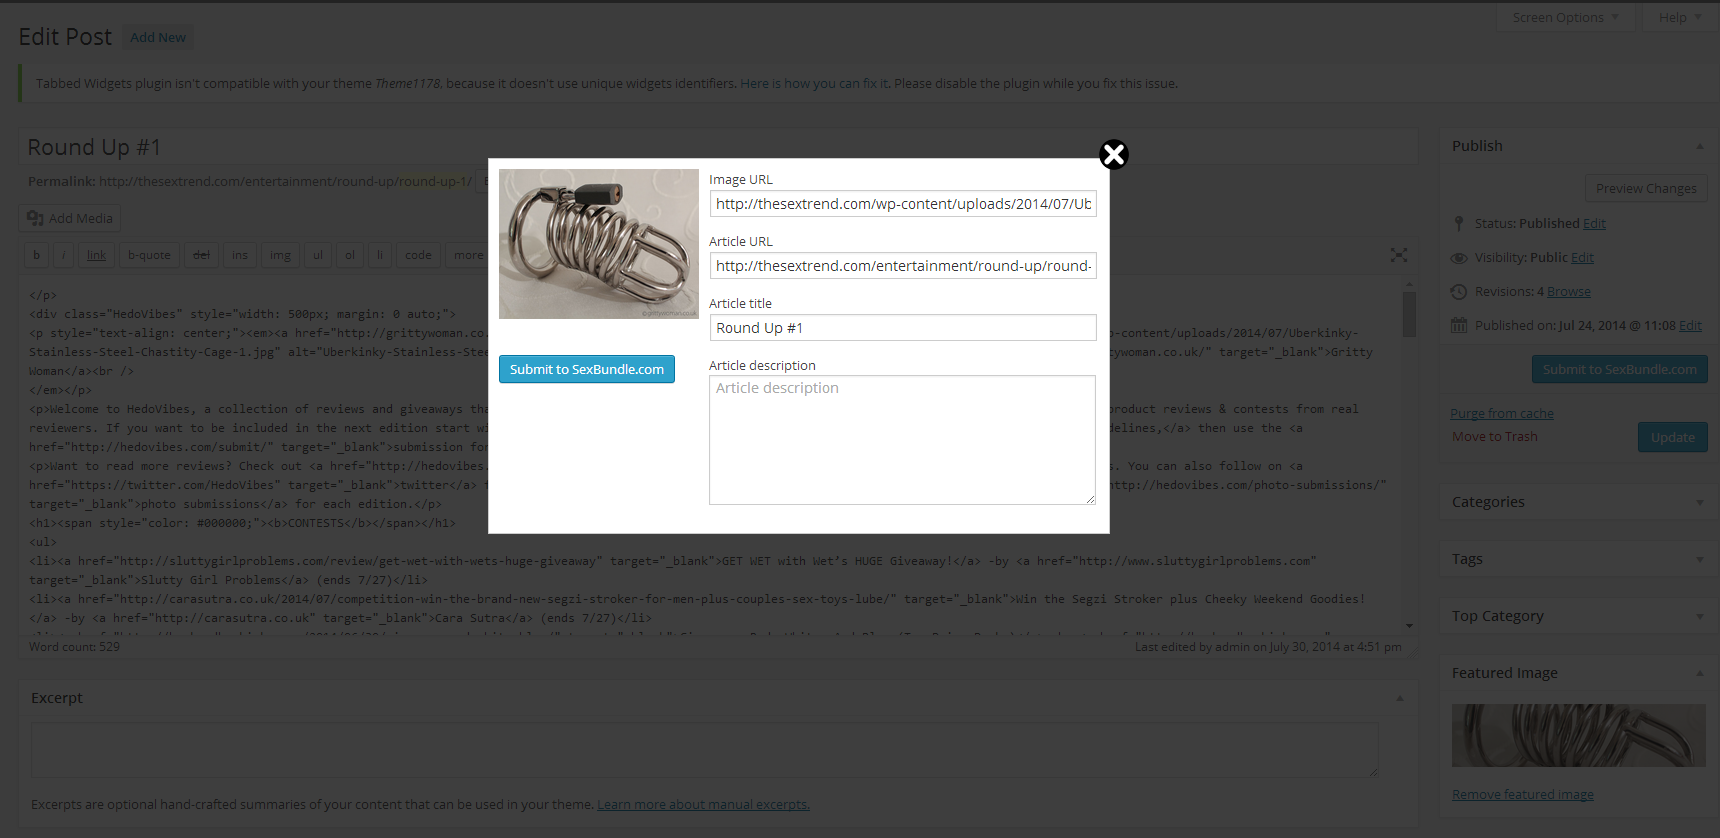 Screen Options
Help
Edit Post
Add New
Tabbed Widgets plugin isn't compatible with your theme Theme1178, because it doesn't use unique widgets identifiers. Here is how you can fix it. Please disable the plugin while you fix this issue.
Round Up #1
Permalink: http://thesextrend.com/entertainment/round-up/round-up-1/
Add Media
b
i
link
b-quote
del
ins
img
ul
ol
li
code
more
</p>
<div class="HedoVibes" style="width: 500px; margin: 0 auto;">
<p style="text-align: center;"><em><a href="http://grittywoman.co. p-content/uploads/2014/07/Uberkinky-
Stainless-Steel-Chastity-Cage-1.jpg" alt="Uberkinky-Stainless-Stee ttywoman.co.uk/" target="_blank">Gritty
Woman</a><br />
</em></p>
<p>Welcome to HedoVibes, a collection of reviews and giveaways tha roduct reviews & contests from real
reviewers. If you want to be included in the next edition start wi delines,</a> then use the <a
href="http://hedovibes.com/submit/" target="_blank">submission for
<p>Want to read more reviews? Check out <a href="http://hedovibes. s. You can also follow on <a
href="https://twitter.com/HedoVibes" target="_blank">twitter</a> ttp://hedovibes.com/photo-submissions/"
target="_blank">photo submissions</a> for each edition.</p>
<h1><span style="color: #000000;"><b>CONTESTS</b></span></h1>
<ul>
<li><a href="http://sluttygirlproblems.com/review/get-wet-with-wets-huge-giveaway" target="_blank">GET WET with Wet’s HUGE Giveaway!</a> -by <a href="http://www.sluttygirlproblems.com"
target="_blank">Slutty Girl Problems</a> (ends 7/27)</li>
<li><a href="http://carasutra.co.uk/2014/07/competition-win-the-brand-new-segzi-stroker-for-men-plus-couples-sex-toys-lube/" target="_blank">Win the Segzi Stroker plus Cheeky Weekend Goodies!
</a> -by <a href="http://carasutra.co.uk" target="_blank">Cara Sutra</a> (ends 7/27)</li>
Word count: 529
Last edited by admin on July 30, 2014 at 4:51 pm
Excerpt
Excerpts are optional hand-crafted summaries of your content that can be used in your theme. Learn more about manual excerpts.
©grittywoman.co.uk
Submit to SexBundle.com
Image URL
http://thesextrend.com/wp-content/uploads/2014/07/Ub
Article URL
http://thesextrend.com/entertainment/round-up/round-
Article title
Round Up #1
Article description
Article description
Publish
Preview Changes
Status: Published Edit
Visibility: Public Edit
Revisions: 4 Browse
Published on: Jul 24, 2014 @ 11:08 Edit
Submit to SexBundle.com
Purge from cache
Move to Trash
Update
Categories
Tags
Top Category
Featured Image
Remove featured image